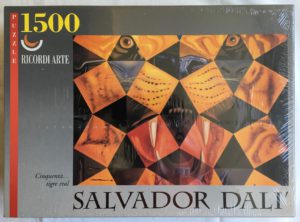 PUZZLE
1500
RICORDI ARTE
Cinquenta...
tigre real
SALVADOR DALI'